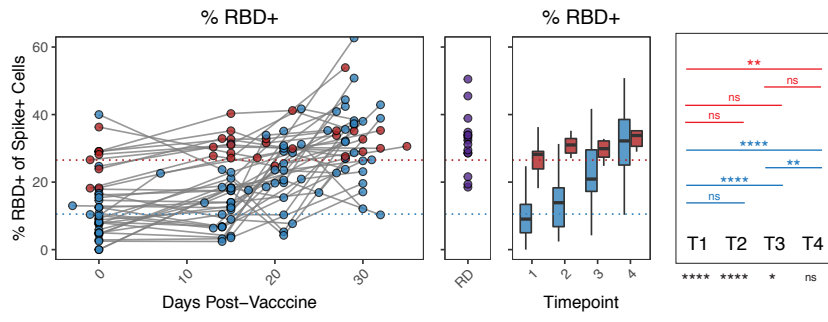 % RBD+
% RBD+
% RBD+ of Spike+ Cells
60
40
20
0
0
10
20
30
Days Post−Vacccine
RD
1
2
3
4
Timepoint
**
ns
ns
ns
****
**
****
ns
T1 T2 T3 T4
**** **** * ns